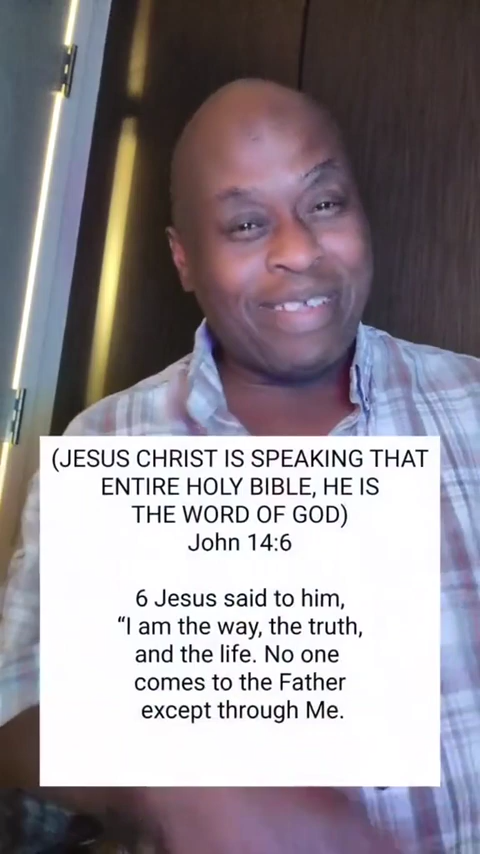 (JESUS CHRIST IS SPEAKING THAT
ENTIRE HOLY BIBLE, HE IS
THE WORD OF GOD)
John 14:6
6 Jesus said to him,
“I am the way, the truth,
and the life. No one
comes to the Father
except through Me.